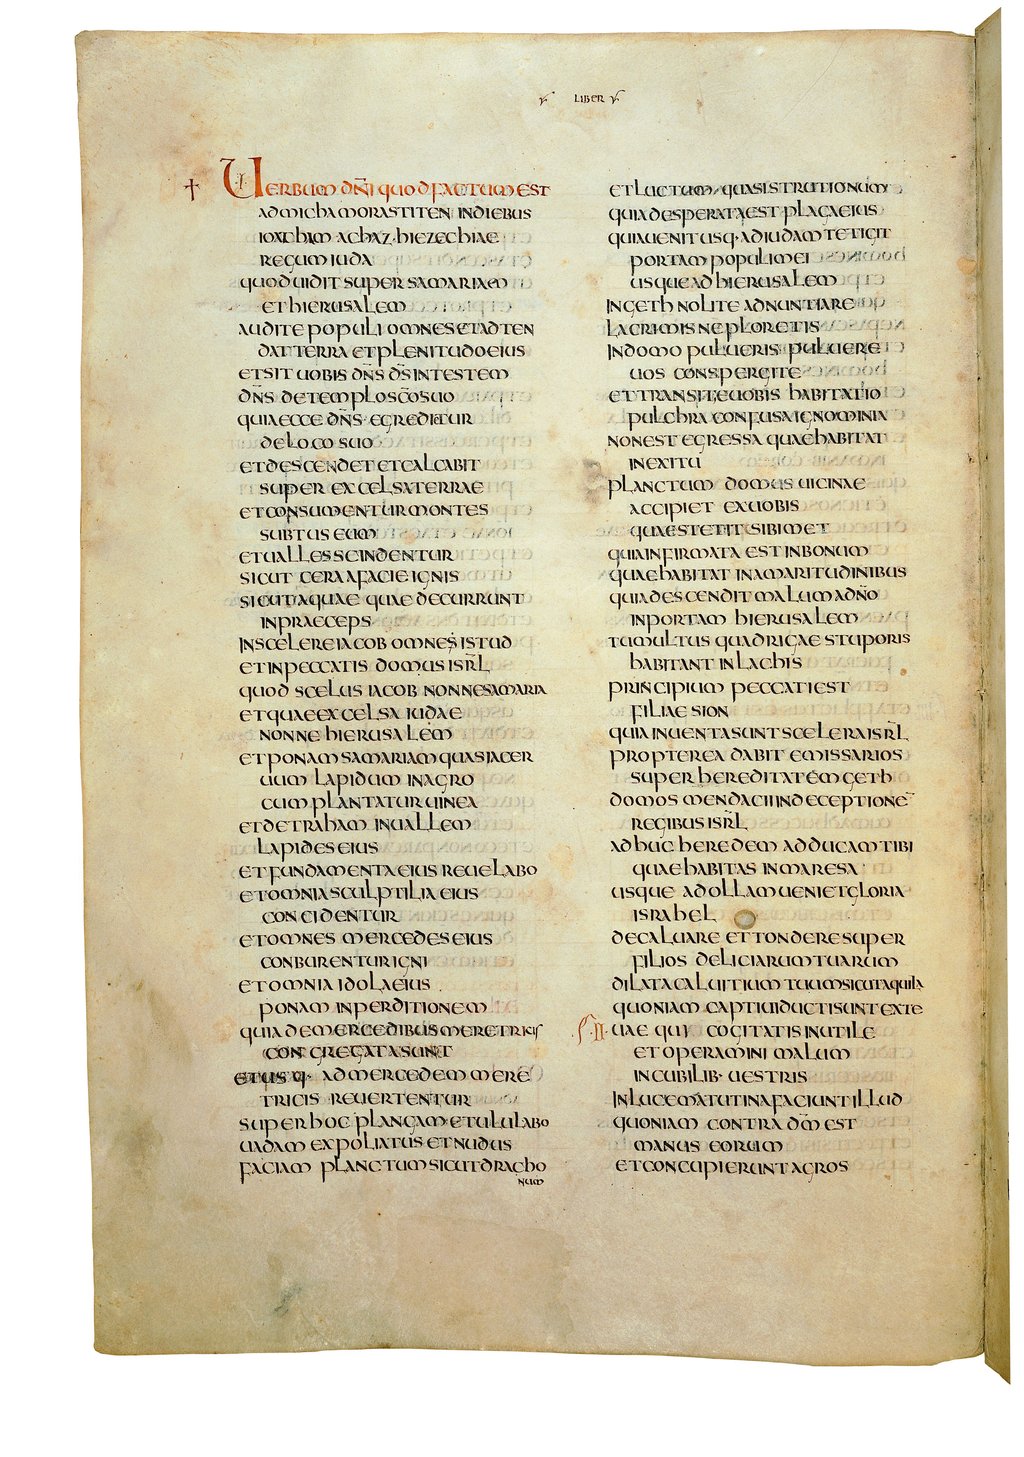 LIBER V
UERBUM DNI QUOD FACTUM EST
AD MICHA MORASTITEN IN DIEBUS
IOATHAM ACHAZ HIEZECHIAE
REGUM IUDA
QUOD UIDIT SUPER SAMARIAM
ET HIERUSALEM
AUDITE POPULI OMNES ET ADTEN
DAT TERRA ET PLENITUDO EIUS
ET SIT UOBIS DNS DS IN TESTEM
DNS DE TEMPLO SCO SUO
QUIA ECCE DNS EGREDITUR
DE LOCO SUO
ET DESCENDET ET CALCABIT
SUPER EXCELSA TERRAE
ET CONSUMENTUR MONTES
SUBTUS EUM
ET UALLES SCINDENTUR
SICUT CERA A FACIE IGNIS
SICUT AQUAE QUAE DECURRUNT
IN PRAECEPS
IN SCELERE IACOB OMNES ISTUD
ET IN PECCATIS DOMUS ISRL
QUOD SCELUS IACOB NONNE SAMARIA
ET QUAE EXCELSA IUDAE
NONNE HIERUSALEM
ET PONAM SAMARIAM QUASI ACER
UUM LAPIDUM IN AGRO
CUM PLANTATUR UINEA
ET DETRAHAM IN UALLEM
LAPIDES EIUS
ET FUNDAMENTA EIUS REUELABO
ET OMNIA SCULPTILIA EIUS
CONCIDENTUR
ET OMNES MERCEDES EIUS
CONBURENTUR IGNI
ET OMNIA IDOLA EIUS
PONAM IN PERDITIONEM
QUIA DE MERCEDIBUS MERETRICIS
CONGREGATA SUNT
ET USQ· AD MERCEDEM MERE
TRICIS REUERTENTUR
SUPER HOC PLANGAM ET ULULABO
UADAM EXPOLIATUS ET NUDUS
FACIAM PLANCTUM SICUT DRACHO
NUM
ET LUCTUM QUASI STRUTIONUM
QUIA DESPERATA EST PLAGA EIUS
QUIA UENIT USQ· AD IUDAM TETIGIT
PORTAM POPULI MEI
USQUE AD HIERUSALEM
IN GETH NOLITE ADNUNTIARE
LACRIMIS NE PLORETIS
IN DOMO PULUERIS PULUERE
UOS CONSPERGITE
ET TRANSITE UOBIS HABITATIO
PULCHRA CONFUSA IGNOMINIA
NON EST EGRESSA QUAE HABITAT
IN EXITU
PLANCTUM DOMUS UICINAE
ACCIPIET EX UOBIS
QUAE STETIT SIBIMET
QUIA INFIRMATA EST IN BONUM
QUAE HABITAT IN AMARITUDINIBUS
QUIA DESCENDIT MALUM A DNO
IN PORTAM HIERUSALEM
TUMULTUS QUADRIGAE STUPORIS
HABITANT IN LACHIS
PRINCIPIUM PECCATI EST
FILIAE SION
QUIA INUENTA SUNT SCELERA ISRL
PROPTEREA DABIT EMISSARIOS
SUPER HEREDITATEM GETH
DOMOS MENDACII IN DECEPTIONE¯
REGIBUS ISRL
ADHUC HEREDEM ADDUCAM TIBI
QUAE HABITAS IN MARESA
USQUE AD OLLAM UENIET GLORIA
ISRAHEL
DECALUARE ET TONDERE SUPER
FILIOS DELICIARUM TUARUM
DILATA CALUITIUM TUUM SICUT AQUILA
QUONIAM CAPTIUI DUCTI SUNT EX TE
II UAE QUI COGITATIS INUTILE
ET OPERAMINI MALUM
IN CUBILIB· UESTRIS
IN LUCE MATUTINA FACIUNT ILLUD
QUONIAM CONTRA DM EST
MANUS EORUM
ET CONCUPIERUNT AGROS